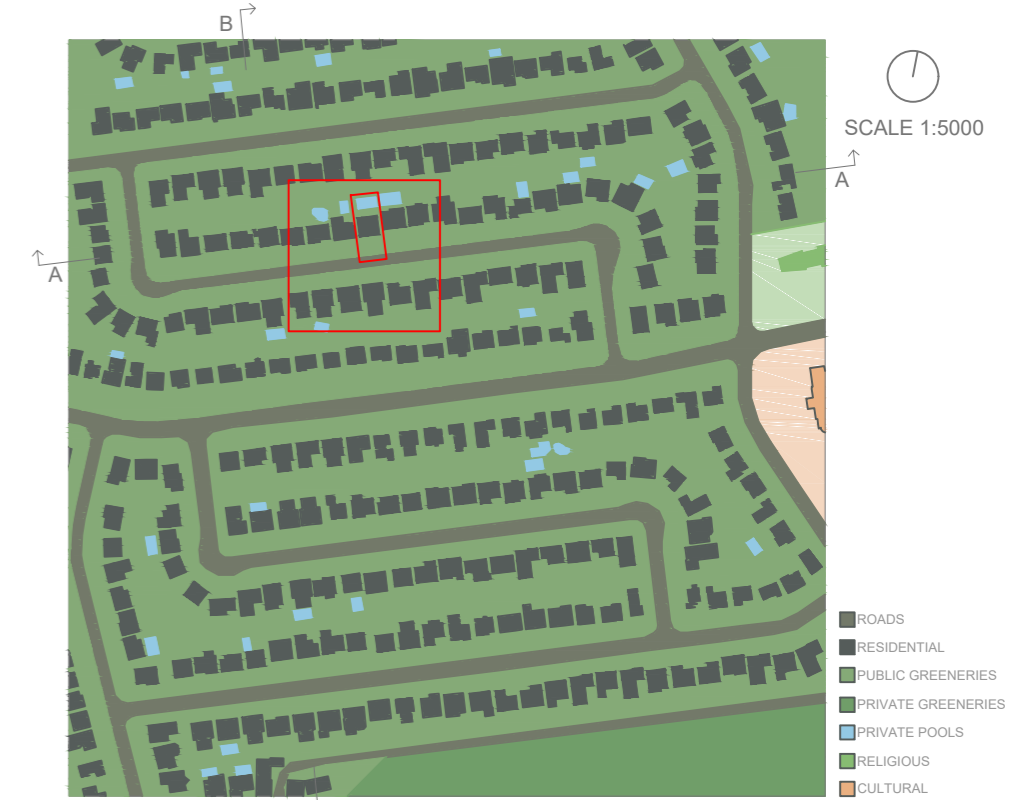 B
SCALE 1:5000
A
A
ROADS
RESIDENTIAL
PUBLIC GREENERIES
PRIVATE GREENERIES
PRIVATE POOLS
RELIGIOUS
CULTURAL